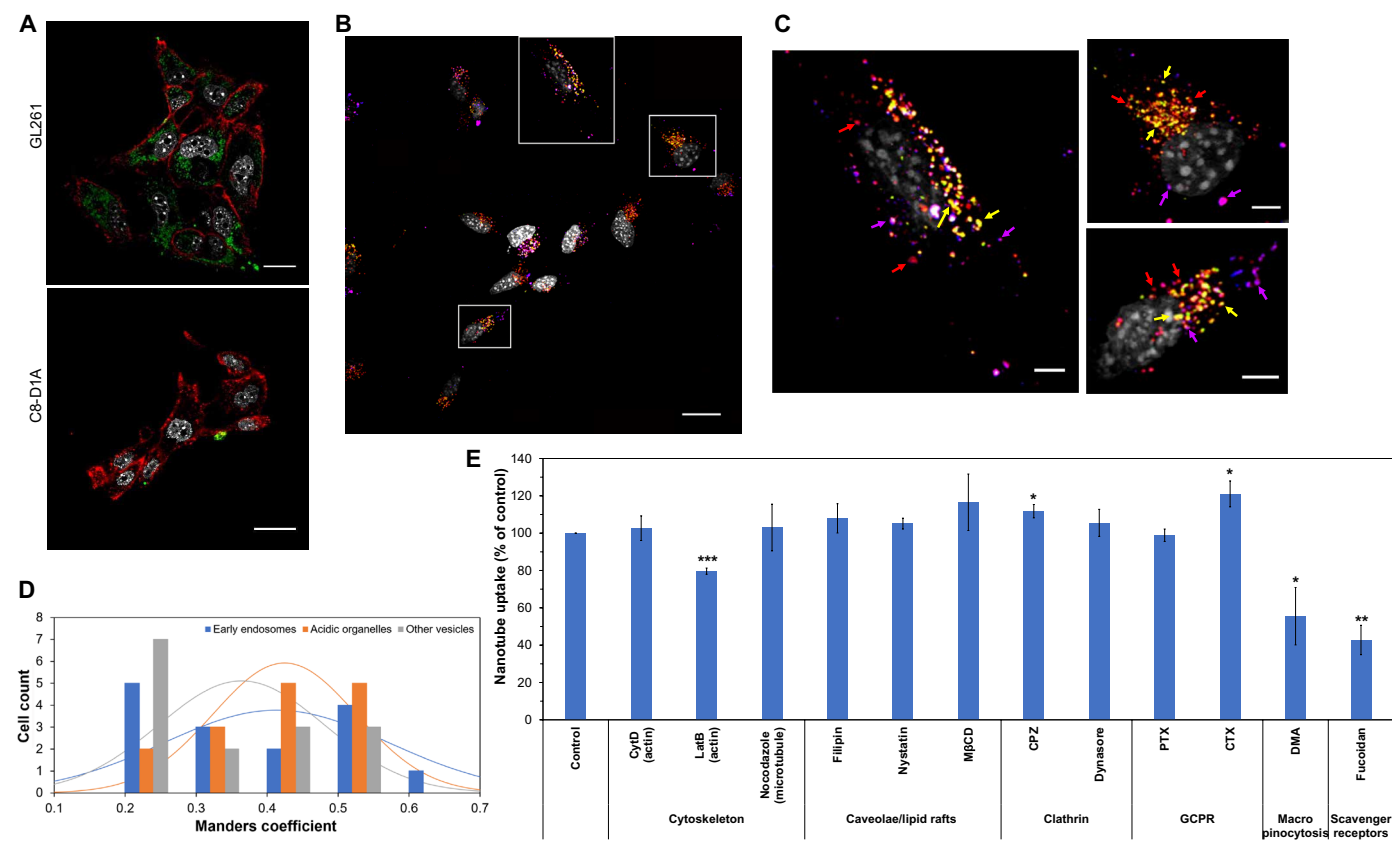 A
B
C
GL261
C8-D1A
D
8
7
6
5
4
3
2
1
0
Cell count
Early endosomes Acidic organelles Other vesicles
0.1 0.2 0.3 0.4 0.5 0.6 0.7
Manders coefficient
E
140
120
100
80
60
40
20
0
Nanotube uptake (% of control)
***
*
*
*
**
Control
CytD
(actin)
LatB
(actin)
Nocodazole
(microtubule)
Filipin
Nystatin
MβCD
CPZ
Dynasore
PTX
CTX
DMA
Fucoidan
Cytoskeleton
Caveolae/lipid rafts
Clathrin
GCPR
Macro
pinocytosis
Scavenger
receptors